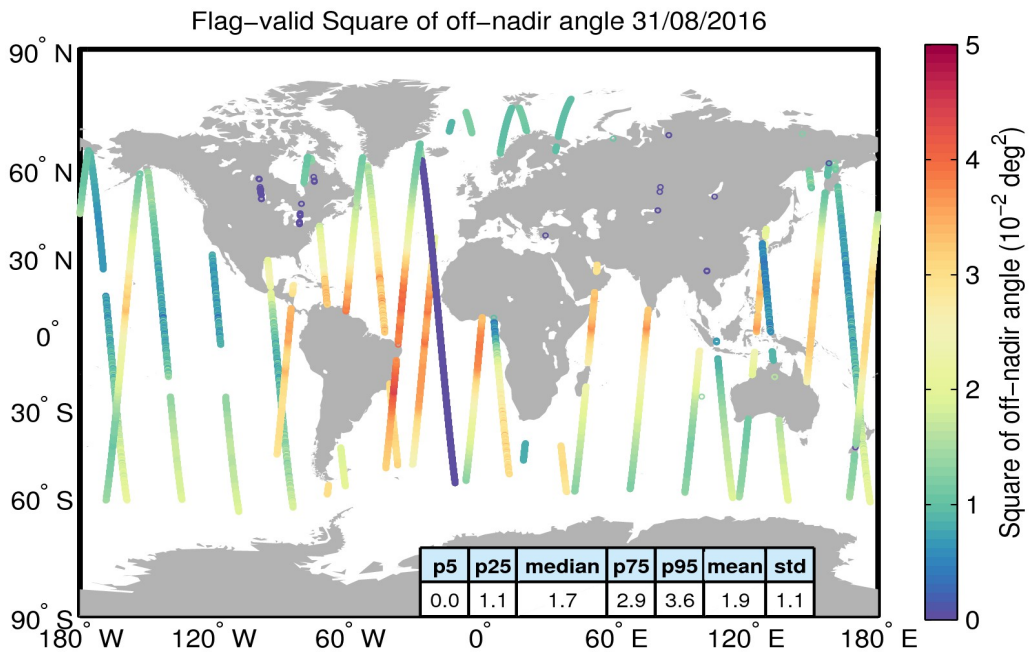 Flag−valid Square of off−nadir angle 31/08/2016
90° N
60° N
30° N
0°
30° S
60° S
90° S
180° W
120° W
60° W
0°
60° E
120° E
180° E
p5 p25 median p75 p95 mean std
0.0 1.1 1.7 2.9 3.6 1.9 1.1
5
4
3
2
1
0
Square of off−nadir angle (10⁻² deg²)